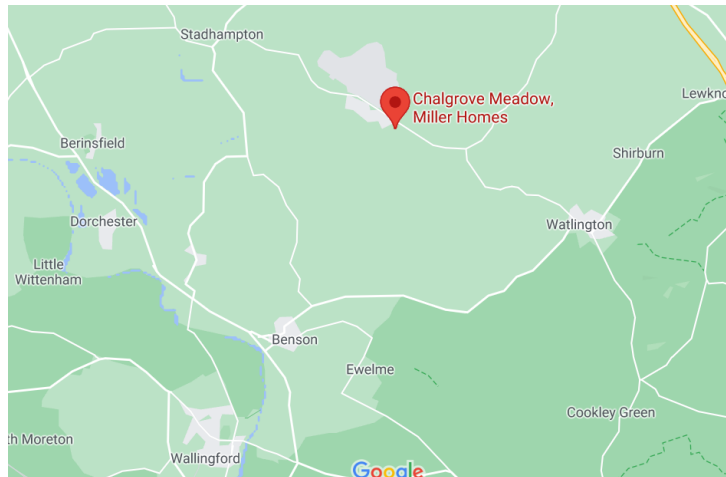 Stadhampton
Chalgrove Meadow,
Miller Homes
Lewkno
Berinsfield
Shirburn
Dorchester
Watlington
Little
Wittenham
Benson
Ewelme
Cookley Green
th Moreton
Wallingford
Google